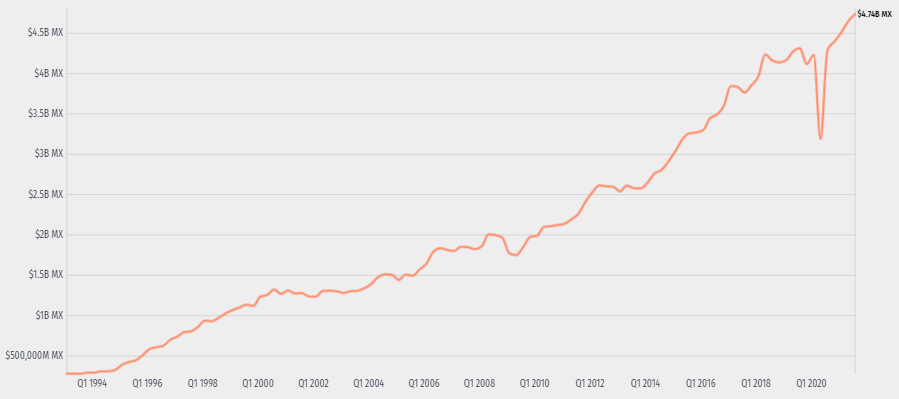 $4.74B MX
$4.5B MX
$4B MX
$3.5B MX
$3B MX
$2.5B MX
$2B MX
$1.5B MX
$1B MX
$500,000M MX
Q1 1994 Q1 1996 Q1 1998 Q1 2000 Q1 2002 Q1 2004 Q1 2006 Q1 2008 Q1 2010 Q1 2012 Q1 2014 Q1 2016 Q1 2018 Q1 2020